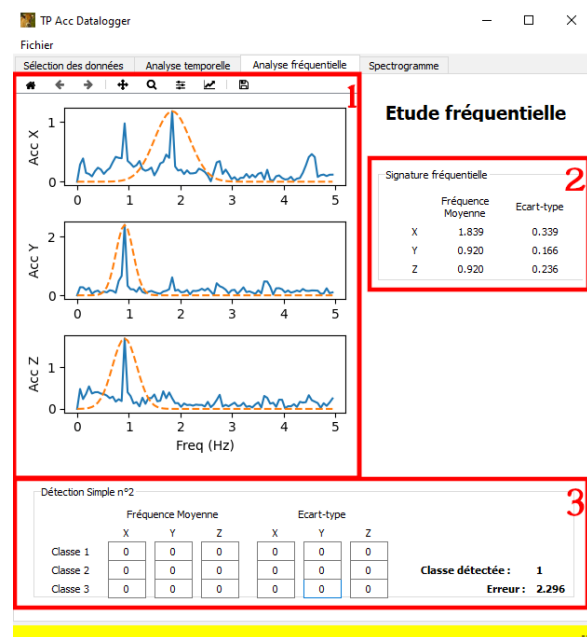 TP Acc Datalogger
Fichier
Sélection des données Analyse temporelle Analyse fréquentielle Spectrogramme
1
Acc X
1
0
0 1 2 3 4 5
Acc Y
2
0
0 1 2 3 4 5
Acc Z
1
0
0 1 2 3 4 5
Freq (Hz)
Etude fréquentielle
2
Signature fréquentielle
Fréquence Moyenne Ecart-type
X 1.839 0.339
Y 0.920 0.166
Z 0.920 0.236
3
Détection Simple n°2
Fréquence Moyenne Ecart-type
X Y Z X Y Z
Classe 1 0 0 0 0 0 0
Classe 2 0 0 0 0 0 0 Classe détectée : 1
Classe 3 0 0 0 0 0 0 Erreur : 2.296